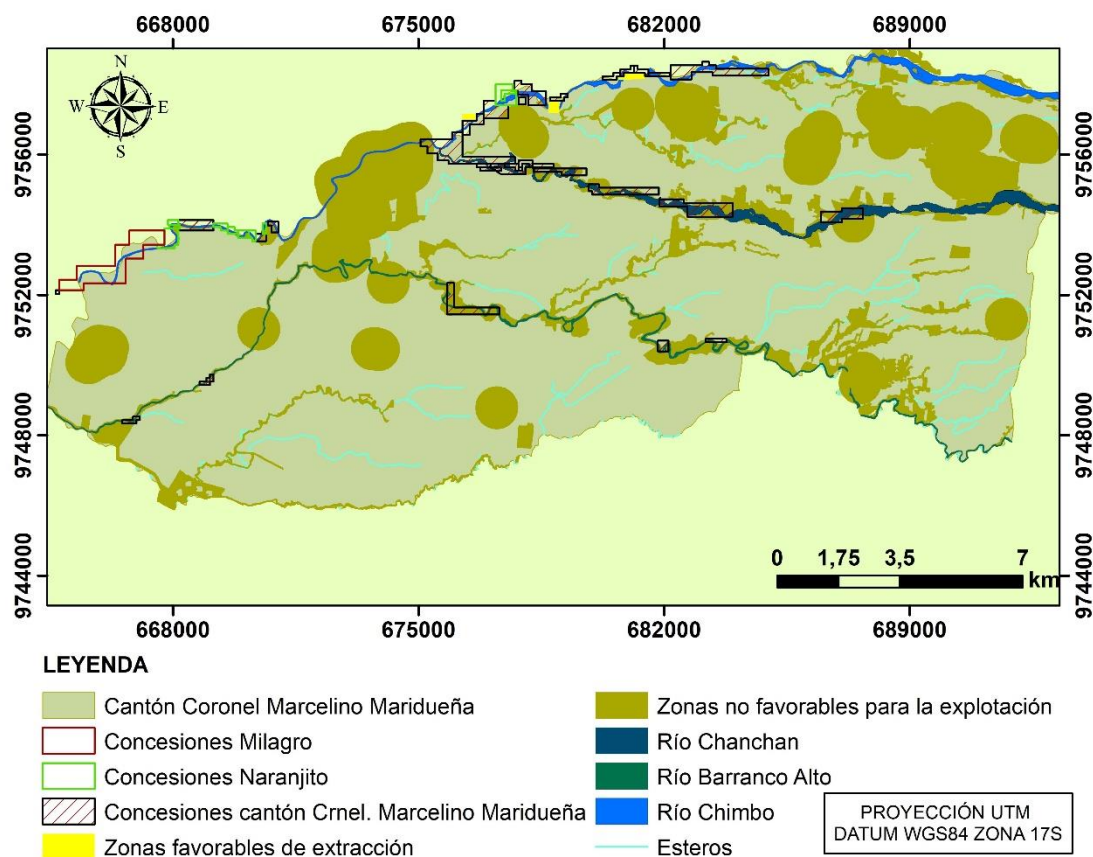 668000 675000 682000 689000
N
W E
S
9756000 9756000
9752000 9752000
9748000 9748000
9744000 9744000
0 1,75 3,5 7
km
668000 675000 682000 689000
LEYENDA
Cantón Coronel Marcelino Maridueña
Concesiones Milagro
Concesiones Naranjito
Concesiones cantón Crnel. Marcelino Maridueña
Zonas favorables de extracción
Zonas no favorables para la explotación
Río Chanchan
Río Barranco Alto
Río Chimbo
Esteros
PROYECCIÓN UTM
DATUM WGS84 ZONA 17S